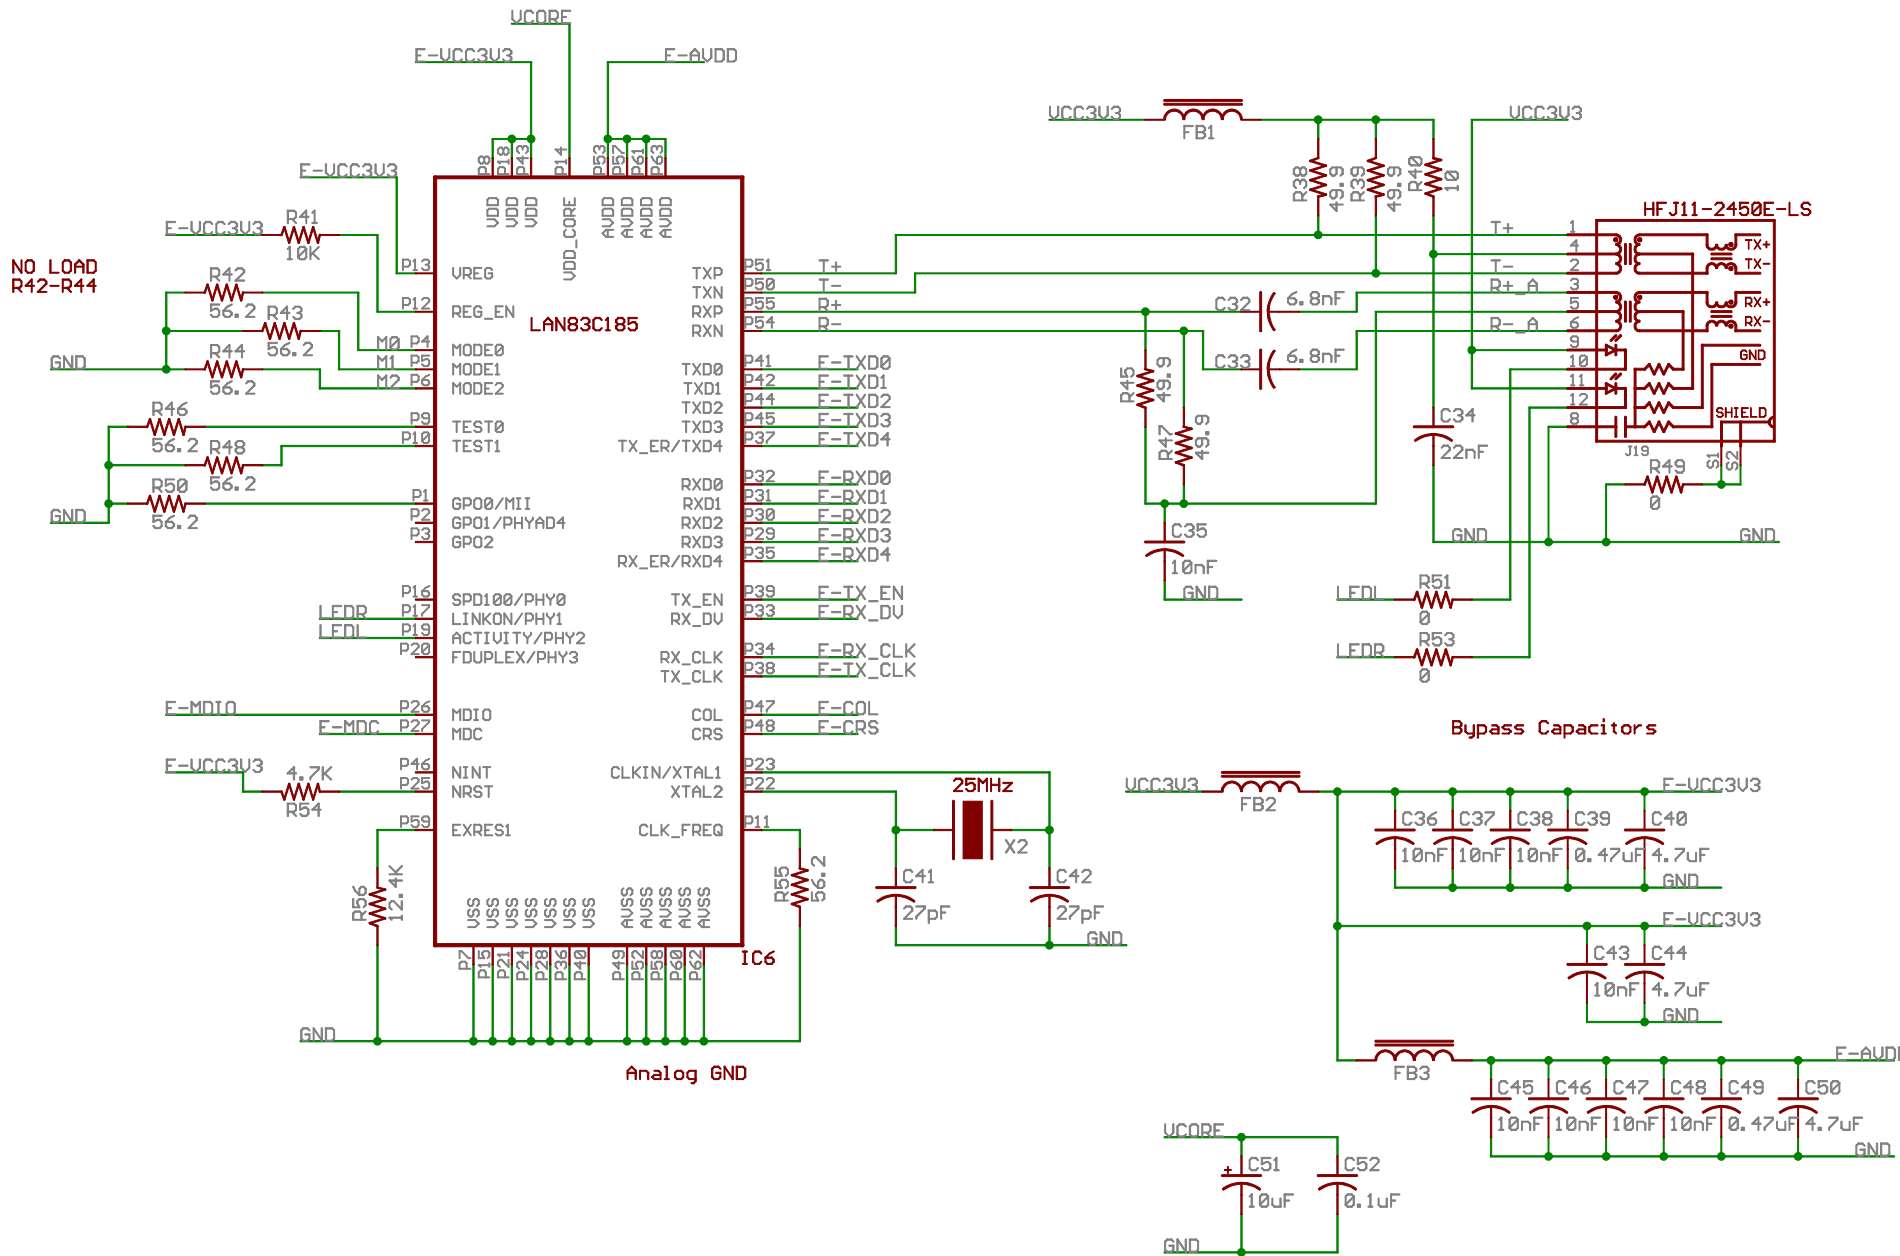 VCORE
E-VCC3V3
E-AVDD
VCC3V3
FB1
VCC3V3
P8
P18
P43
P14
P53
P57
P61
P63
R38
49.9
R39
49.9
R40
10
E-VCC3V3
VDD
VDD
VDD
VDD_CORE
AVDD
AVDD
AVDD
AVDD
HFJ11-2450E-LS
E-VCC3V3
R41
10K
NO LOAD
R42-R44
R42
56.2
R43
56.2
R44
56.2
GND
M0
M1
M2
P13
P12
P4
P5
P6
VREG
REG_EN
MODE0
MODE1
MODE2
LAN83C185
TXP
TXN
RXP
RXN
P51
P50
P55
P54
T+
T-
R+
R-
C32
6.8nF
C33
6.8nF
T+
T-
R+_A
R-_A
1
4
2
3
5
6
9
10
11
12
8
TX+
TX-
RX+
RX-
GND
SHIELD
J19
S1
S2
R46
56.2
R48
56.2
R50
56.2
GND
P9
P10
P1
P2
P3
TEST0
TEST1
GPO0/MII
GPO1/PHYAD4
GPO2
TXD0
TXD1
TXD2
TXD3
TX_ER/TXD4
P41
P42
P44
P45
P37
E-TXD0
E-TXD1
E-TXD2
E-TXD3
E-TXD4
RXD0
RXD1
RXD2
RXD3
RX_ER/RXD4
P32
P31
P30
P29
P35
E-RXD0
E-RXD1
E-RXD2
E-RXD3
E-RXD4
R45
49.9
R47
49.9
C34
22nF
R49
0
C35
10nF
GND
GND
GND
LEDR
LEDL
P16
P17
P19
P20
SPD100/PHY0
LINKON/PHY1
ACTIVITY/PHY2
FDUPLEX/PHY3
TX_EN
RX_DV
RX_CLK
TX_CLK
P39
P33
P34
P38
E-TX_EN
E-RX_DV
E-RX_CLK
E-TX_CLK
LEDL
R51
0
LEDR
R53
0
E-MDIO
E-MDC
P26
P27
MDIO
MDC
COL
CRS
P47
P48
E-COL
E-CRS
E-VCC3V3
4.7K
R54
P46
P25
P59
NINT
NRST
EXRES1
CLKIN/XTAL1
XTAL2
CLK_FREQ
P23
P22
P11
25MHz
X2
R56
12.4K
R55
56.2
C41
27pF
C42
27pF
GND
VSS
VSS
VSS
VSS
VSS
VSS
VSS
AVSS
AVSS
AVSS
AVSS
AVSS
P7
P15
P21
P24
P28
P36
P40
P49
P52
P58
P60
P62
IC6
GND
Analog GND
Bypass Capacitors
VCC3V3
FB2
E-VCC3V3
C36
10nF
C37
10nF
C38
10nF
C39
0.47uF
C40
4.7uF
GND
E-VCC3V3
C43
10nF
C44
4.7uF
GND
FB3
E-AVD
C45
10nF
C46
10nF
C47
10nF
C48
10nF
C49
0.47uF
C50
4.7uF
GND
VCORE
+
C51
10uF
C52
0.1uF
GND